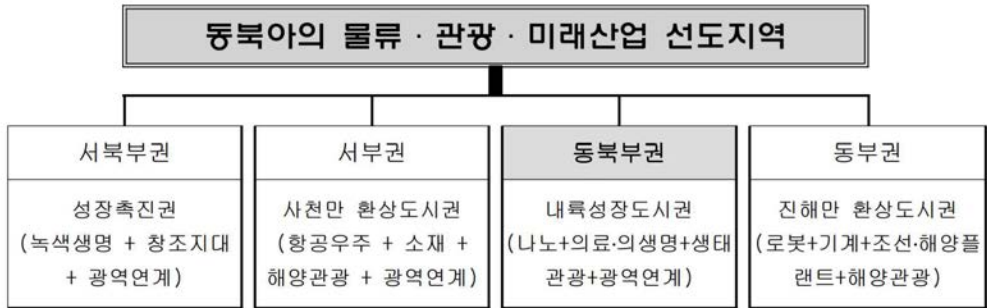 동북아의 물류 · 관광 · 미래산업 선도지역
서북부권
성장촉진권
(녹색생명 + 창조지대
+ 광역연계)
서부권
사천만 환상도시권
(항공우주 + 소재 +
해양관광 + 광역연계)
동북부권
내륙성장도시권
(나노+의료·의생명+생태
관광+광역연계)
동부권
진해만 환상도시권
(로봇+기계+조선·해양플
랜트+해양관광)